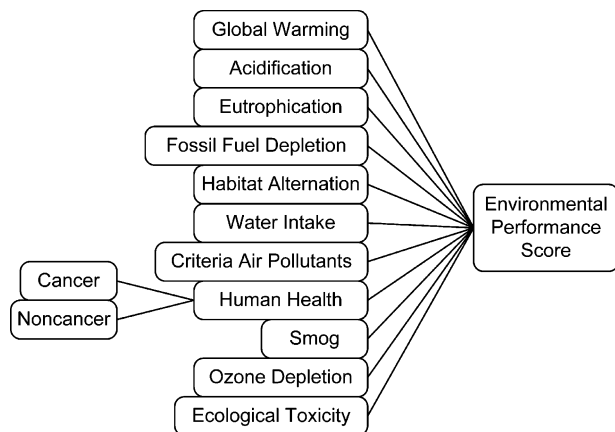 Global Warming
Acidification
Eutrophication
Fossil Fuel Depletion
Habitat Alternation
Water Intake
Criteria Air Pollutants
Human Health
Smog
Ozone Depletion
Ecological Toxicity
Cancer
Noncancer
Environmental
Performance
Score